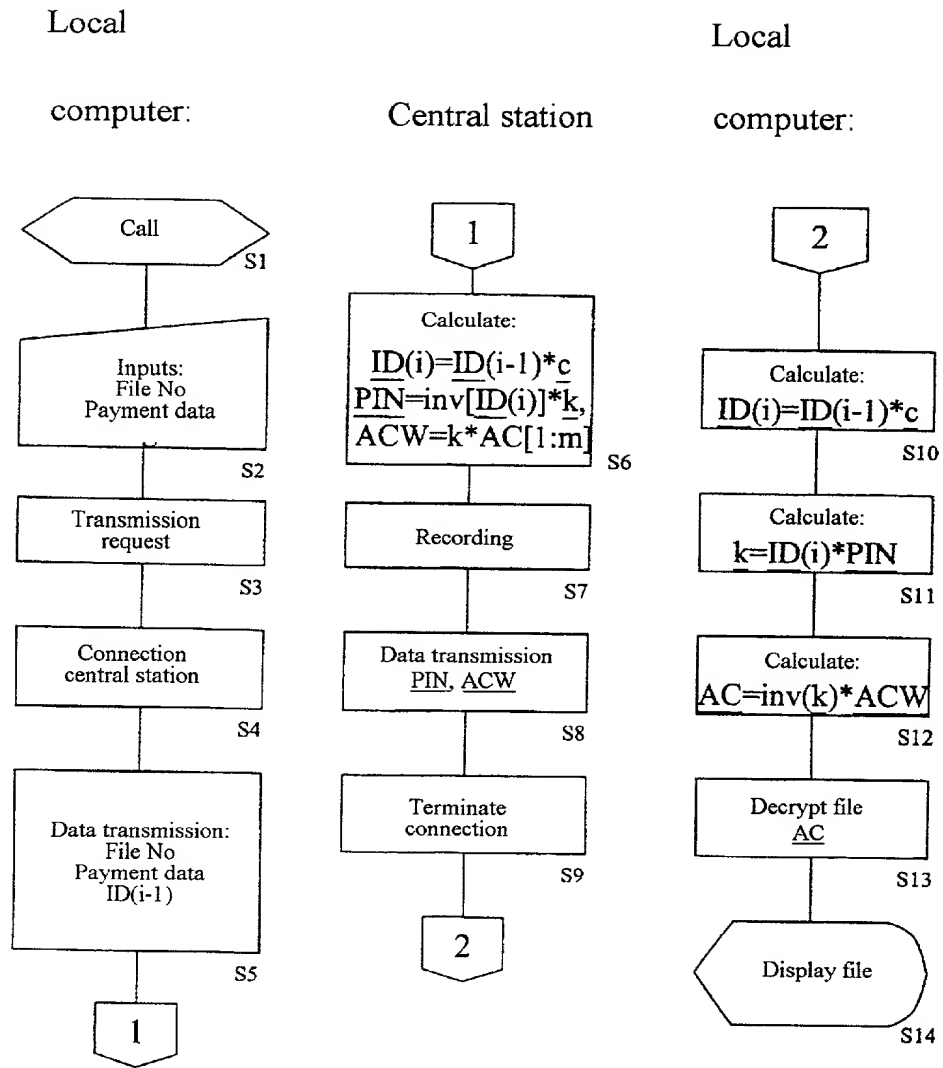 Local
computer:
Call
S1
Inputs:
File No
Payment data
S2
Transmission
request
S3
Connection
central station
S4
Data transmission:
File No
Payment data
ID(i-1)
S5
1
Central station
1
Calculate:
ID(i)=ID(i-1)*c
PIN=inv[ID(i)]*k,
ACW=k*AC[1:m]
S6
Recording
S7
Data transmission
PIN, ACW
S8
Terminate
connection
S9
2
Local
computer:
2
Calculate:
ID(i)=ID(i-1)*c
S10
Calculate:
k=ID(i)*PIN
S11
Calculate:
AC=inv(k)*ACW
S12
Decrypt file
AC
S13
Display file
S14